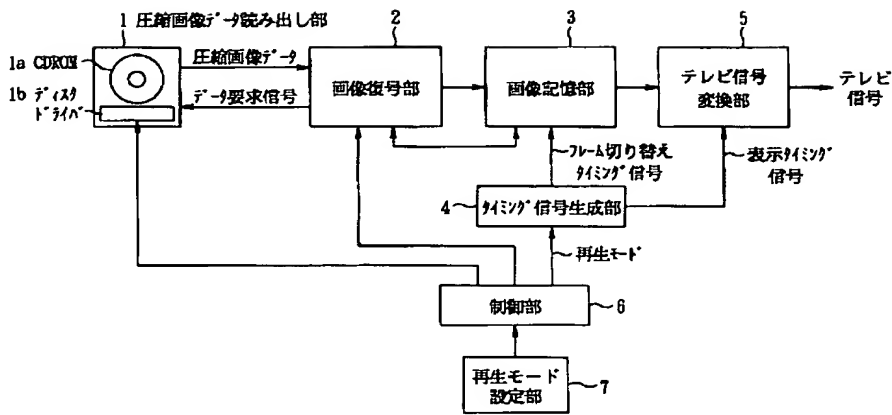 1 圧縮画像データ読み出し部
1a CDROM
1b ディスク
ドライバ
圧縮画像データ
データ要求信号
2
画像復号部
3
画像記憶部
5
テレビ信号
変換部
テレビ
信号
フレーム切り替え
タイミング信号
表示タイミング
信号
4
タイミング信号生成部
再生モード
制御部
6
再生モード
設定部
7